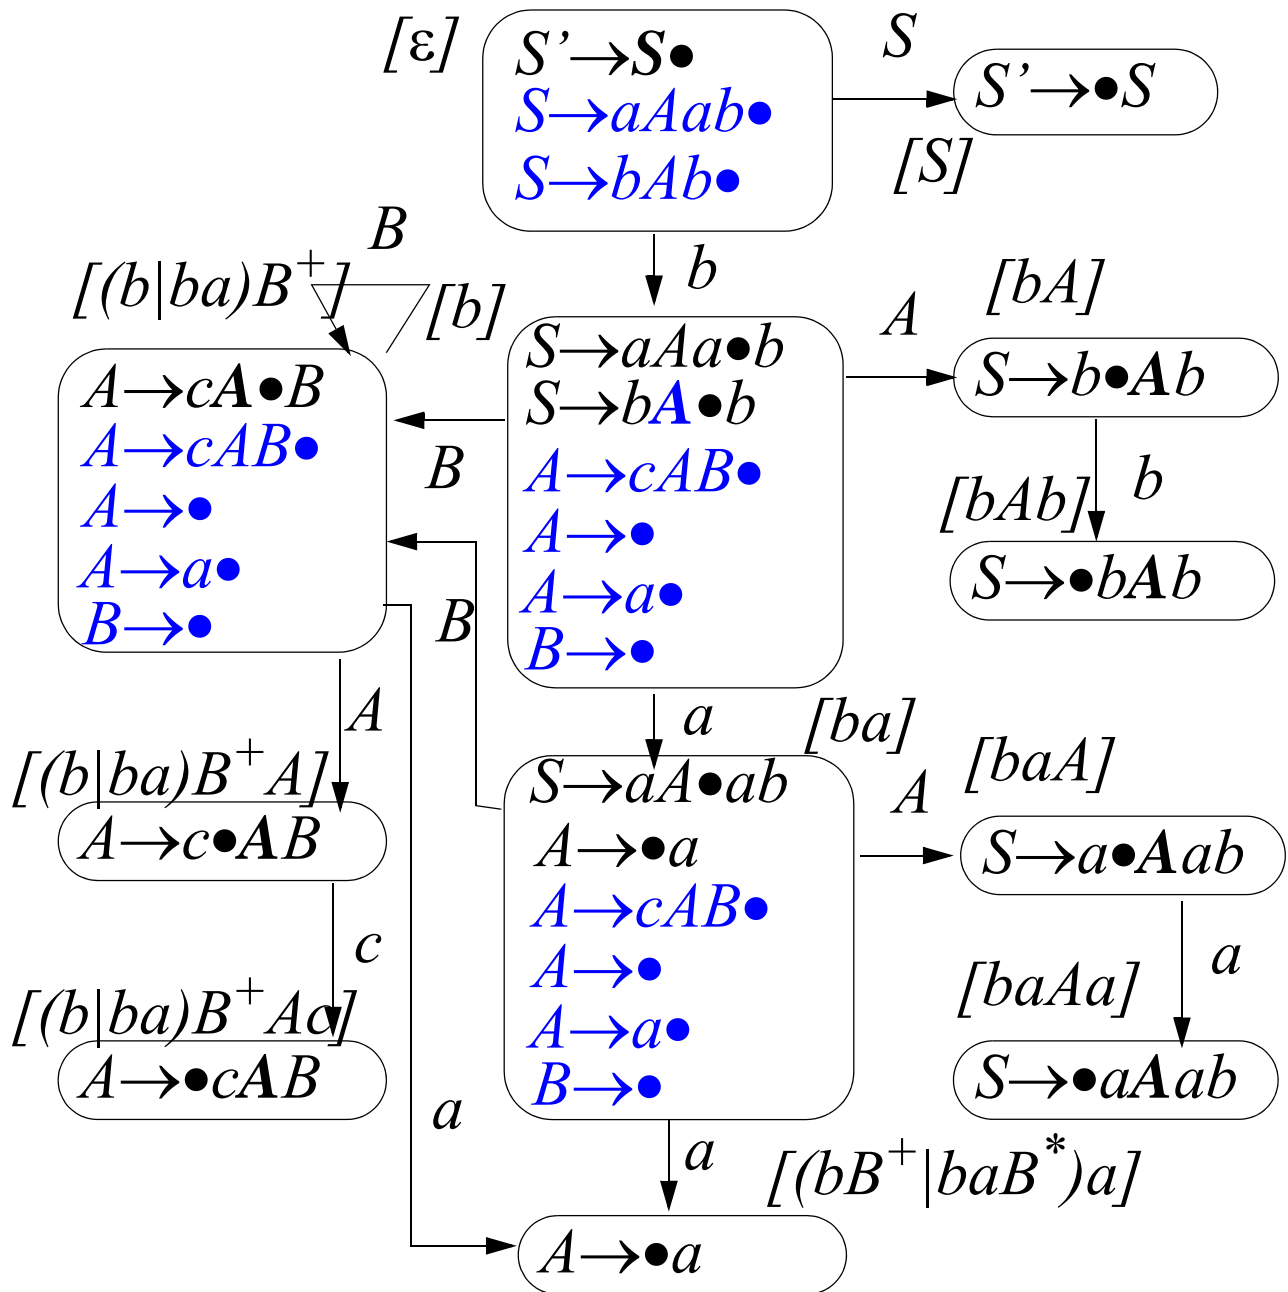 [ε]
S’→S●
S→aAab●
S→bAb●
S
S’→●S
[S]
b
B
[(b|ba)B⁺]
[b]
A→cA●B
A→cAB●
A→●
A→a●
B→●
B
S→aAa●b
S→bA●b
A→cAB●
A→●
A→a●
B→●
A
[bA]
S→b●Ab
b
[bAb]
S→●bAb
B
A
[(b|ba)B⁺A]
A→c●AB
c
[(b|ba)B⁺Ac]
A→●cAB
a
[ba]
S→aA●ab
A→●a
A→cAB●
A→●
A→a●
B→●
A
[baA]
S→a●Aab
a
[baAa]
S→●aAab
a
a
[(bB⁺|baB*)a]
A→●a